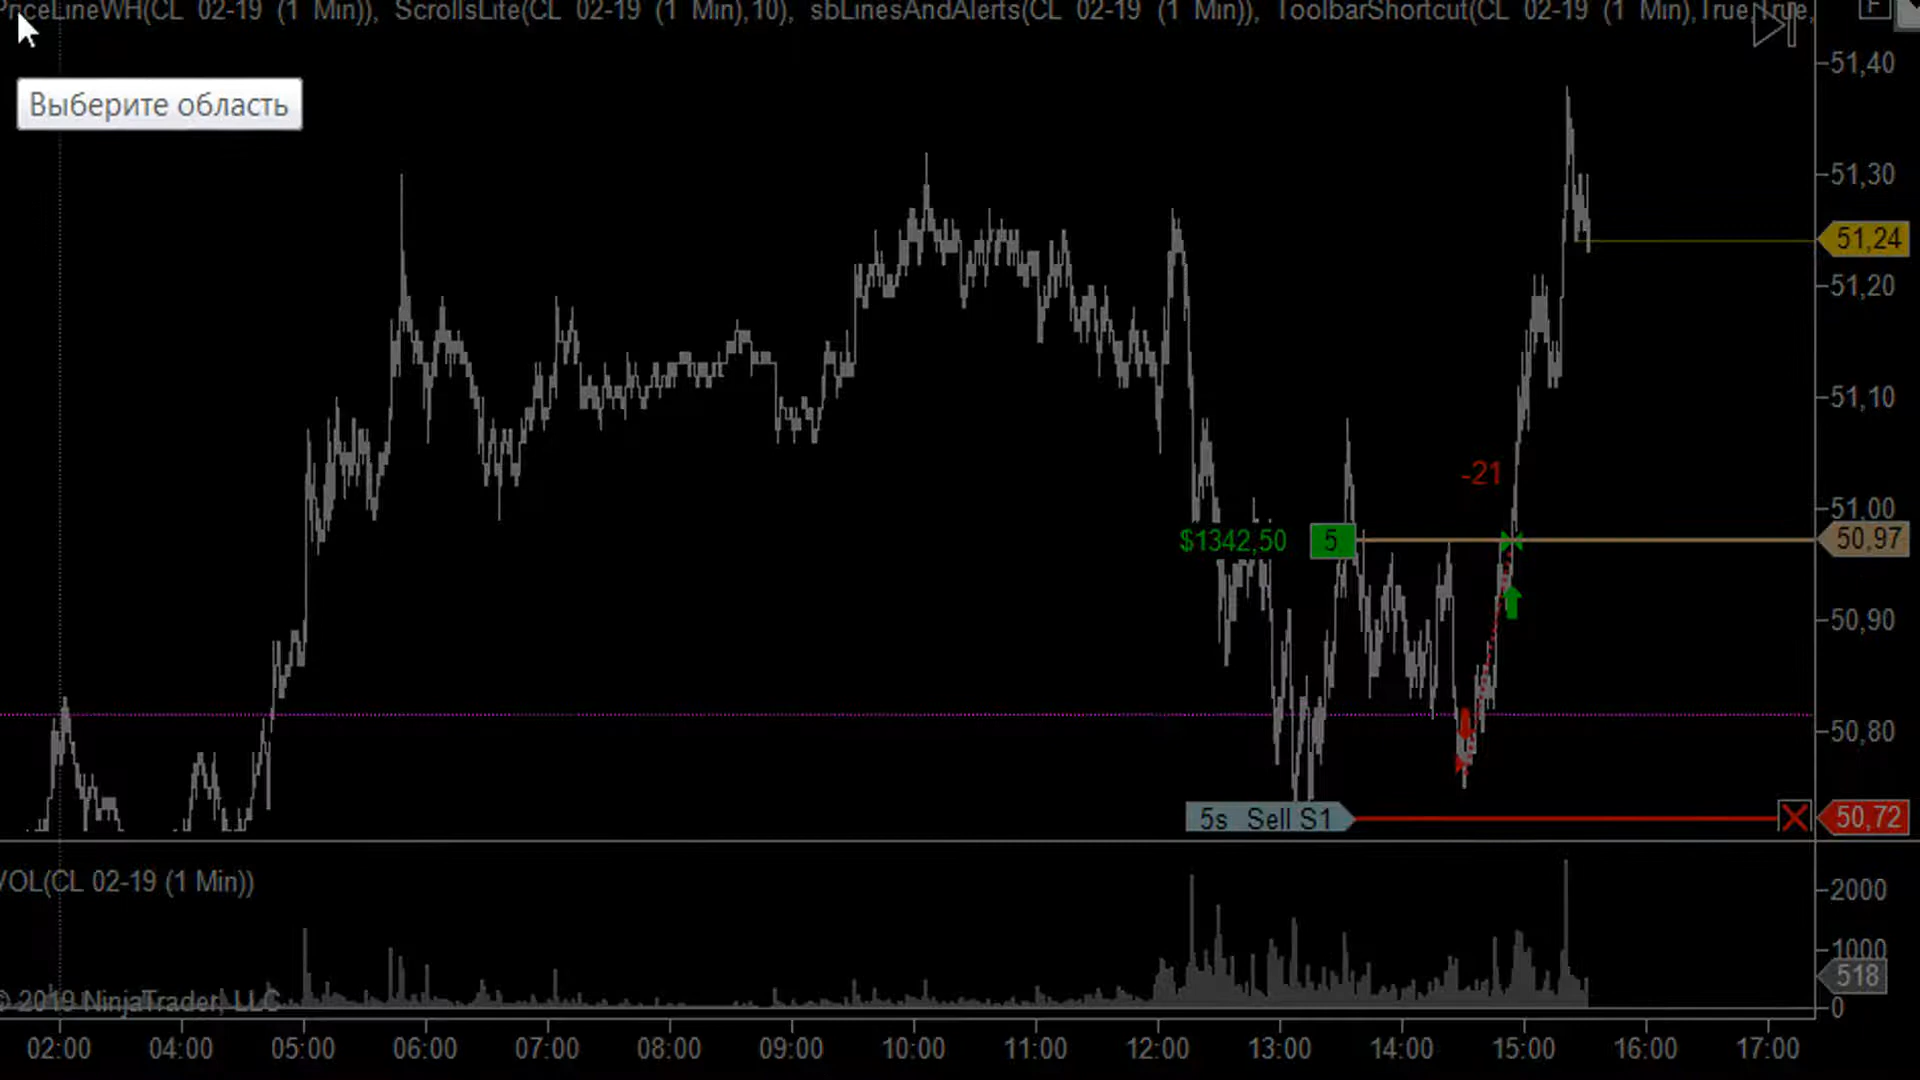 PriceLineWH(CL 02-19 (1 Min)), ScrollsLite(CL 02-19 (1 Min),10), sbLinesAndAlerts(CL 02-19 (1 Min)), ToolbarShortcut(CL 02-19 (1 Min),True,True,
F
Выберите область
51,40
51,30
51,24
51,20
51,10
-21
51,00
$1342,50 5
50,97
50,90
50,80
5s Sell S1
50,72
VOL(CL 02-19 (1 Min))
2000
1000
518
0
© 2019 NinjaTrader, LLC
02:00 04:00 05:00 06:00 07:00 08:00 09:00 10:00 11:00 12:00 13:00 14:00 15:00 16:00 17:00